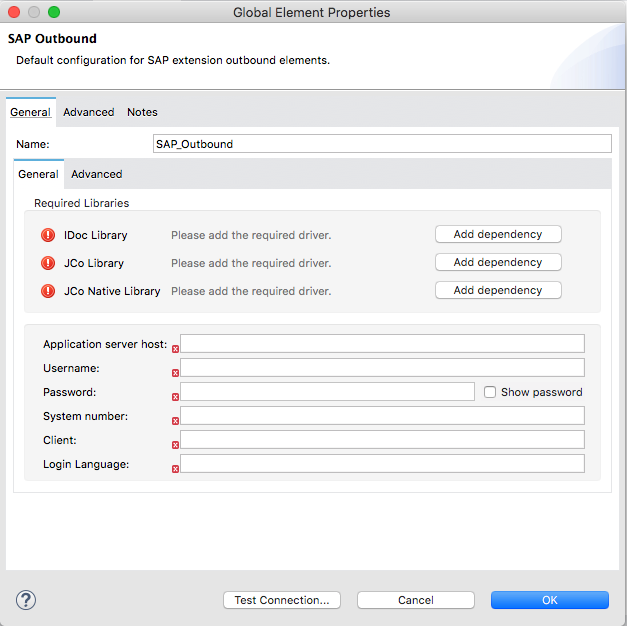 Global Element Properties
SAP Outbound
Default configuration for SAP extension outbound elements.
General Advanced Notes
Name: SAP_Outbound
General Advanced
Required Libraries
IDoc Library Please add the required driver. Add dependency
JCo Library Please add the required driver. Add dependency
JCo Native Library Please add the required driver. Add dependency
Application server host:
Username:
Password: Show password
System number:
Client:
Login Language:
? Test Connection... Cancel OK